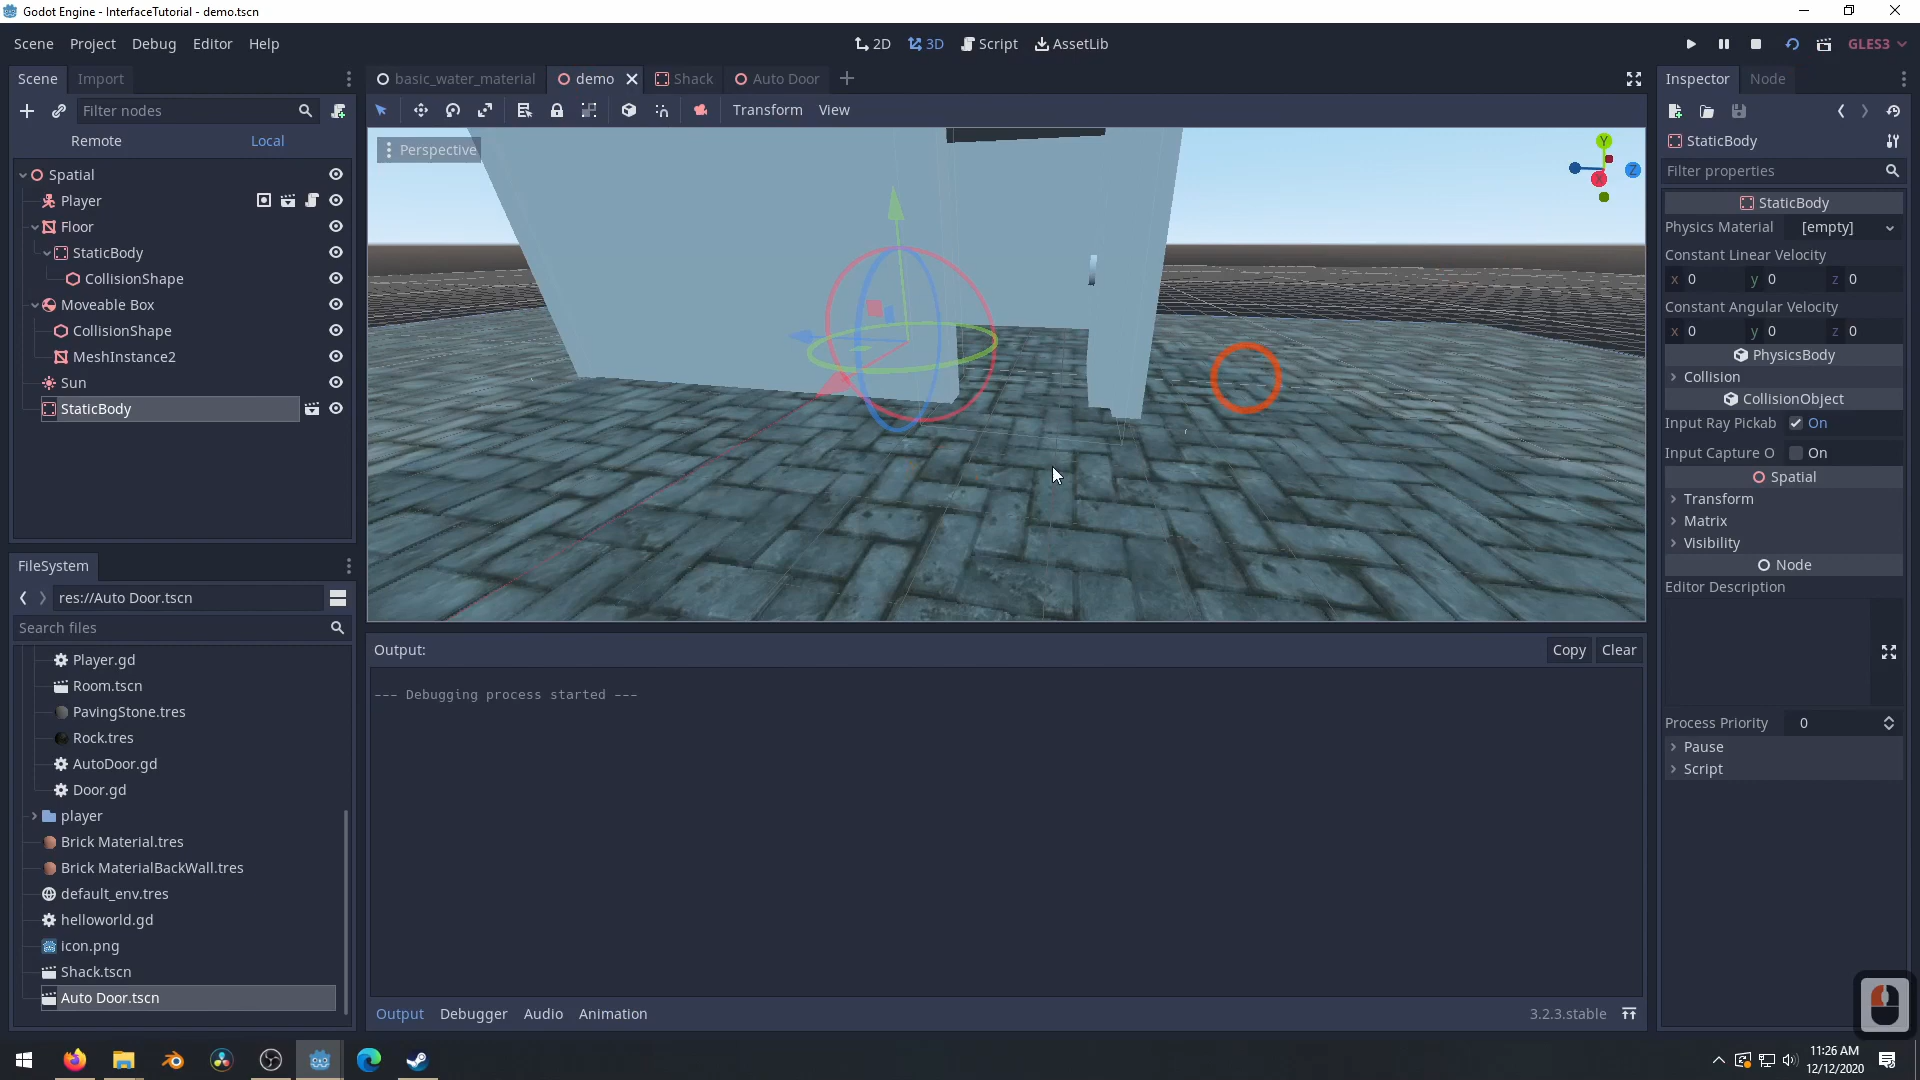 Godot Engine - InterfaceTutorial - demo.tscn
Scene Project Debug Editor Help
2D 3D Script AssetLib
GLES3
Scene Import
basic_water_material demo Shack Auto Door
Inspector Node
Filter nodes
Transform View
Remote Local
StaticBody
Perspective
Y
Z
X
Filter properties
Spatial
Player
Floor
StaticBody
CollisionShape
Moveable Box
CollisionShape
MeshInstance2
Sun
StaticBody
StaticBody
Physics Material [empty]
Constant Linear Velocity
x 0 y 0 z 0
Constant Angular Velocity
x 0 y 0 z 0
PhysicsBody
Collision
CollisionObject
Input Ray Pickab On
Input Capture O On
Spatial
Transform
Matrix
Visibility
Node
Editor Description
Process Priority 0
Pause
Script
FileSystem
res://Auto Door.tscn
Search files
Player.gd
Room.tscn
PavingStone.tres
Rock.tres
AutoDoor.gd
Door.gd
player
Brick Material.tres
Brick MaterialBackWall.tres
default_env.tres
helloworld.gd
icon.png
Shack.tscn
Auto Door.tscn
Output: Copy Clear
--- Debugging process started ---
Output Debugger Audio Animation 3.2.3.stable
11:26 AM
12/12/2020